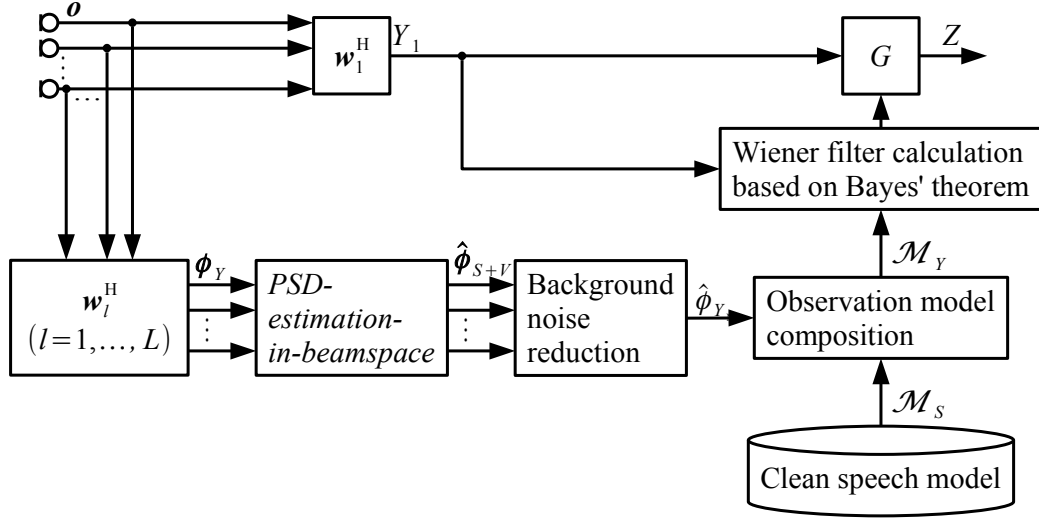 o
w₁ᴴ
Y₁
G
Z
Wiener filter calculation
based on Bayes' theorem
ℳ_Y
w_lᴴ
(l=1,..., L)
ϕ_Y
PSD-
estimation-
in-beamspace
ϕ̂_{S+V}
Background
noise
reduction
ϕ̂_Y
Observation model
composition
ℳ_S
Clean speech model